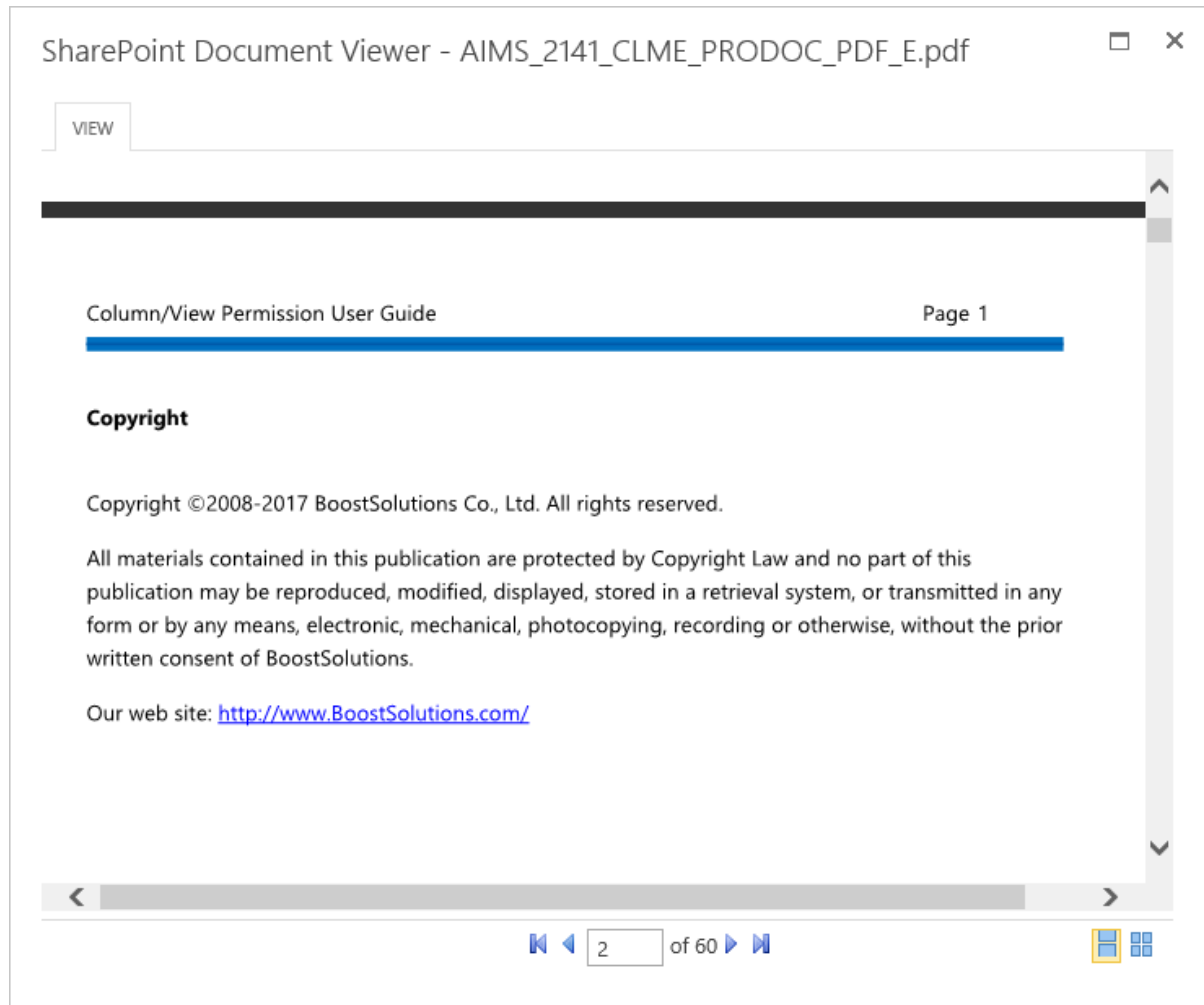 SharePoint Document Viewer - AIMS_2141_CLME_PRODOC_PDF_E.pdf
VIEW
Column/View Permission User Guide Page 1
Copyright
Copyright ©2008-2017 BoostSolutions Co., Ltd. All rights reserved.
All materials contained in this publication are protected by Copyright Law and no part of this
publication may be reproduced, modified, displayed, stored in a retrieval system, or transmitted in any
form or by any means, electronic, mechanical, photocopying, recording or otherwise, without the prior
written consent of BoostSolutions.
Our web site: http://www.BoostSolutions.com/
2 of 60